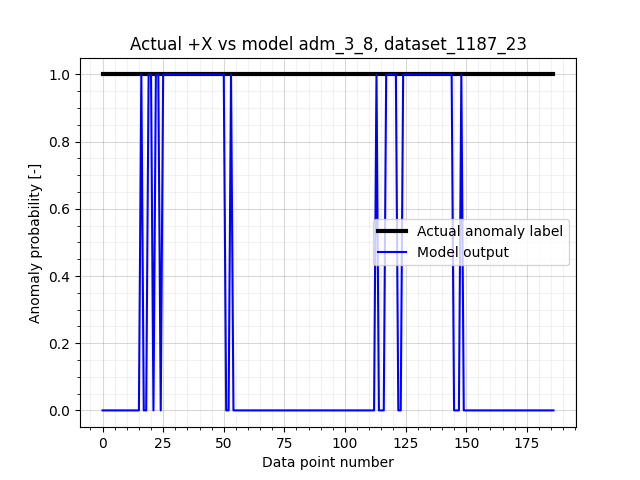 Actual +X vs model adm_3_8, dataset_1187_23
Anomaly probability [-]
1.0
0.8
0.6
0.4
0.2
0.0
Actual anomaly label
Model output
0 25 50 75 100 125 150 175
Data point number